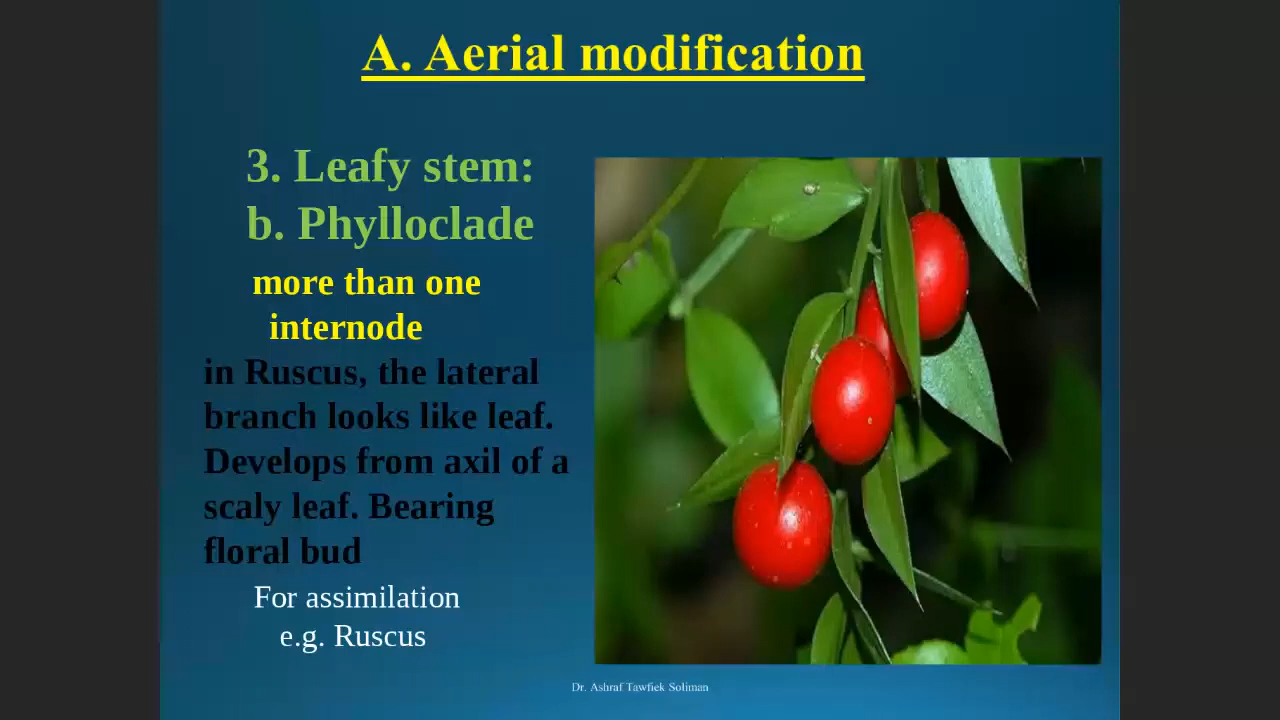 A. Aerial modification
3. Leafy stem:
b. Phylloclade
more than one
internode
in Ruscus, the lateral
branch looks like leaf.
Develops from axil of a
scaly leaf. Bearing
floral bud
For assimilation
e.g. Ruscus
Dr. Ashraf Tawfiek Soliman